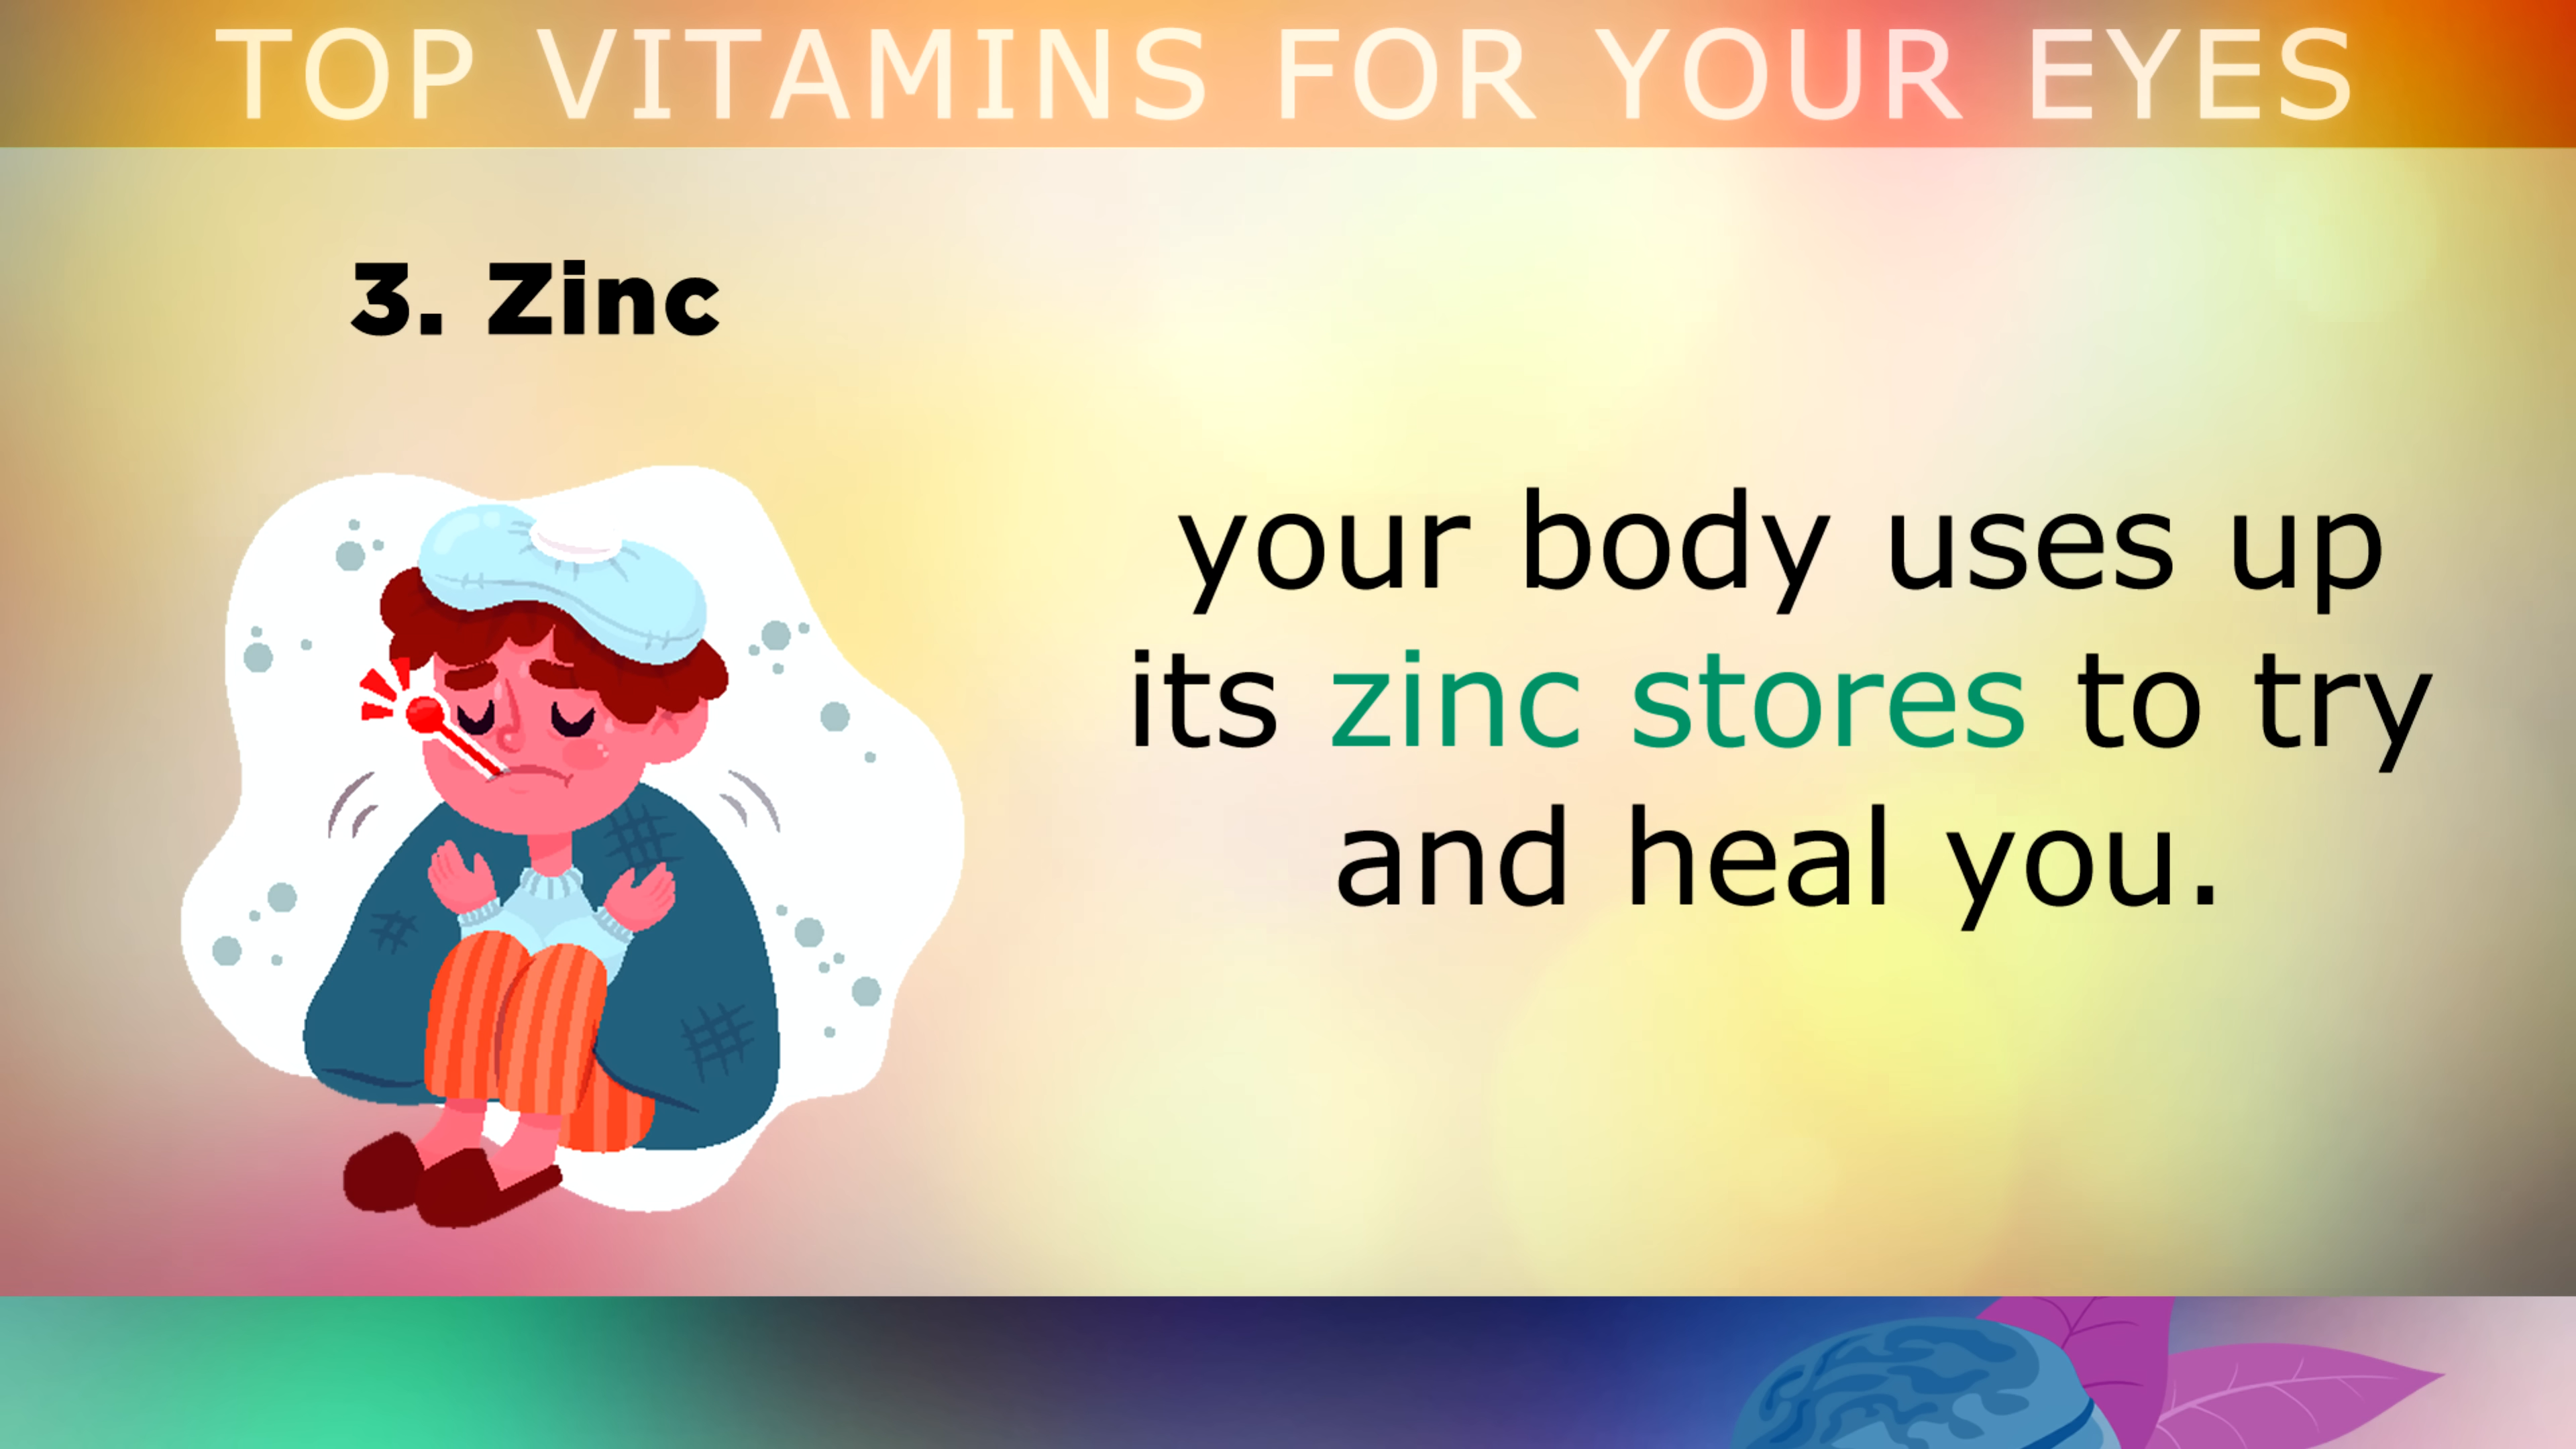 TOP VITAMINS FOR YOUR EYES
3. Zinc
your body uses up
its zinc stores to try
and heal you.